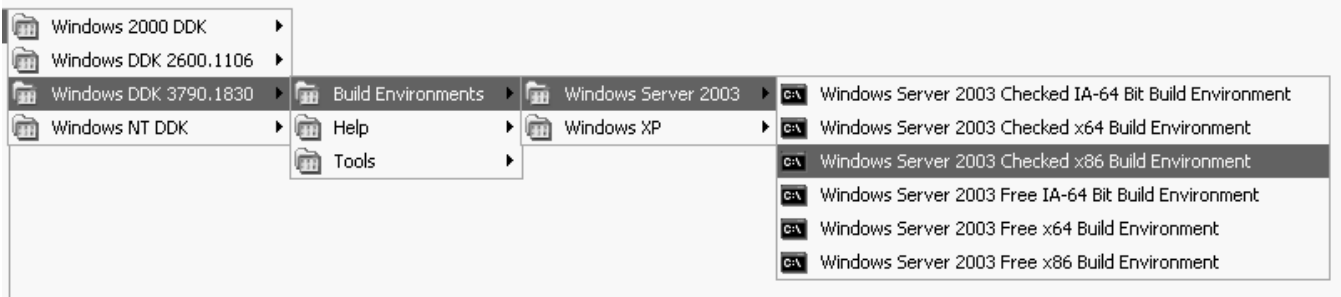 Windows 2000 DDK
Windows DDK 2600.1106
Windows DDK 3790.1830
Windows NT DDK
Build Environments
Help
Tools
Windows Server 2003
Windows XP
Windows Server 2003 Checked IA-64 Bit Build Environment
Windows Server 2003 Checked x64 Build Environment
Windows Server 2003 Checked x86 Build Environment
Windows Server 2003 Free IA-64 Bit Build Environment
Windows Server 2003 Free x64 Build Environment
Windows Server 2003 Free x86 Build Environment